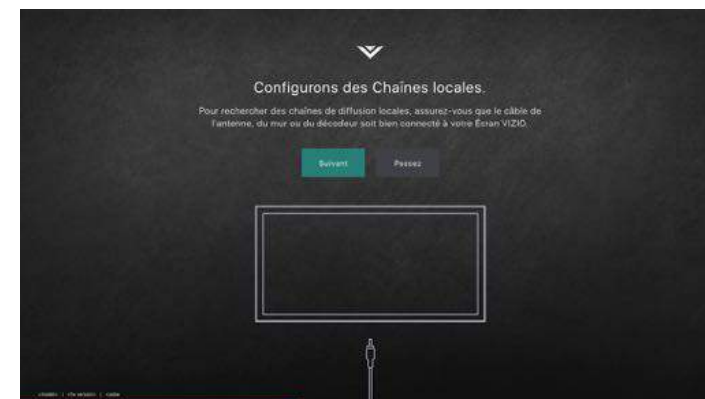 Configurons des Chaînes locales.
Pour rechercher des chaînes de diffusion locales, assurez-vous que le câble de
l'antenne, du mur ou du décodeur soit bien connecté à votre Écran VIZIO.
Suivant
Passez